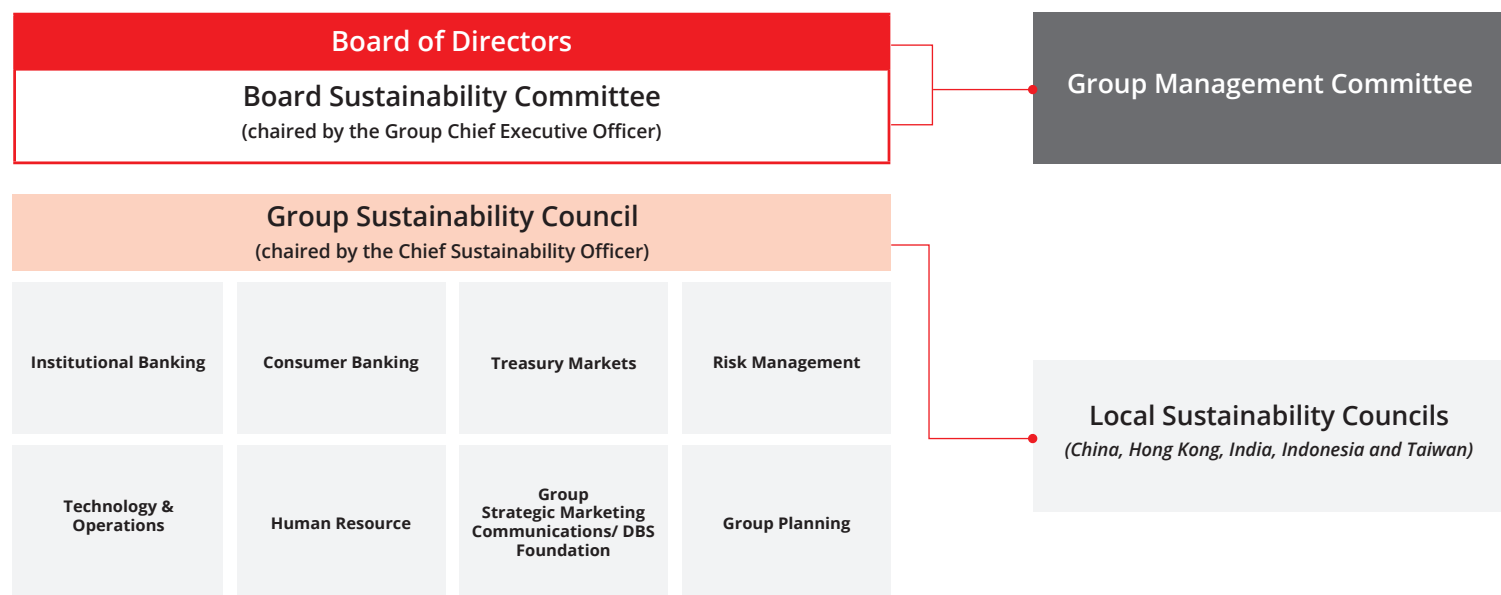 Board of Directors
Board Sustainability Committee
(chaired by the Group Chief Executive Officer)
Group Management Committee
Group Sustainability Council
(chaired by the Chief Sustainability Officer)
Institutional Banking
Consumer Banking
Treasury Markets
Risk Management
Technology &
Operations
Human Resource
Group
Strategic Marketing
Communications/ DBS
Foundation
Group Planning
Local Sustainability Councils
(China, Hong Kong, India, Indonesia and Taiwan)